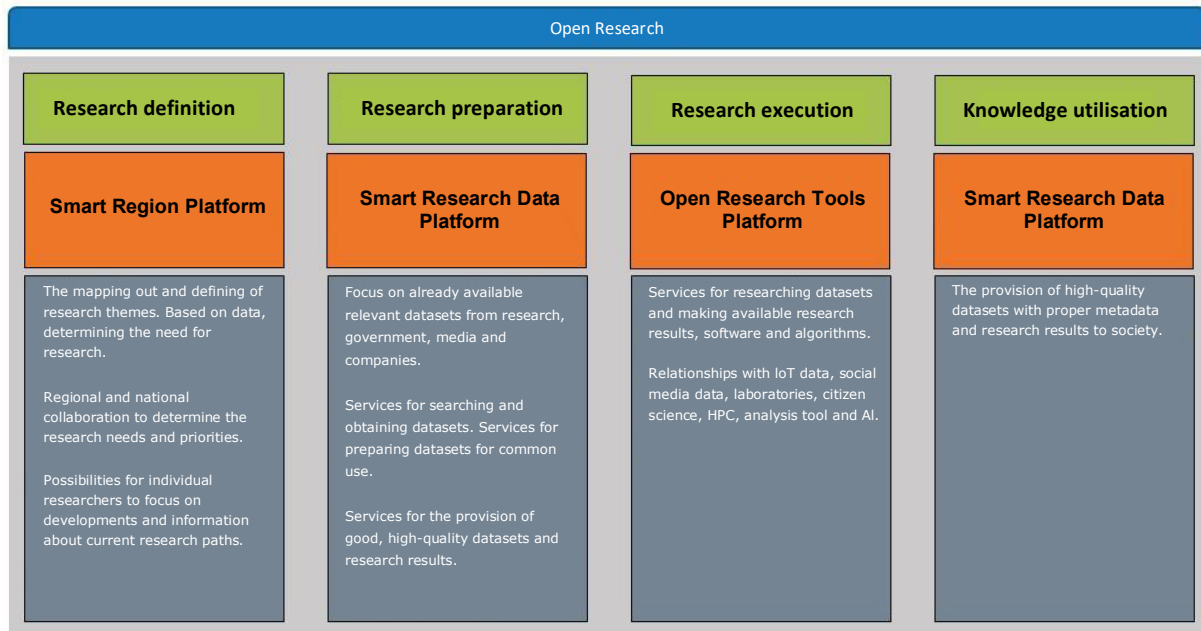 Open Research
Research definition
Smart Region Platform
The mapping out and defining of
research themes. Based on data,
determining the need for
research.
Regional and national
collaboration to determine the
research needs and priorities.
Possibilities for individual
researchers to focus on
developments and information
about current research paths.
Research preparation
Smart Research Data
Platform
Focus on already available
relevant datasets from research,
government, media and
companies.
Services for searching and
obtaining datasets. Services for
preparing datasets for common
use.
Services for the provision of
good, high-quality datasets and
research results.
Research execution
Open Research Tools
Platform
Services for researching datasets
and making available research
results, software and algorithms.
Relationships with IoT data, social
media data, laboratories, citizen
science, HPC, analysis tool and AI.
Knowledge utilisation
Smart Research Data
Platform
The provision of high-quality
datasets with proper metadata
and research results to society.